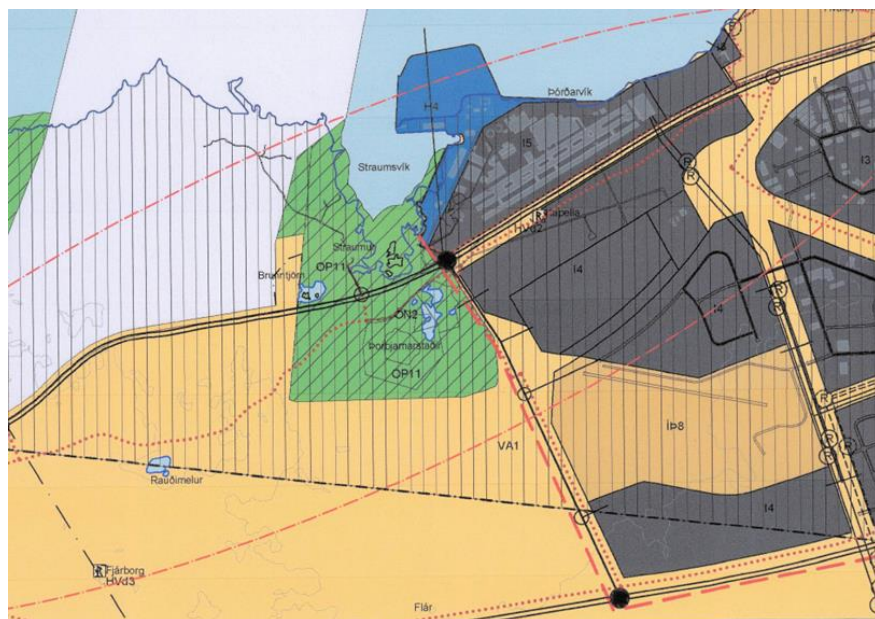 R
H4
Þórðarvík
I5
I3
Straumsvík
R
R
Kapella
HVd2
Straumur
OP11
Brunntjörn
I4
I4
R
R
ÓN2
Þorbjarnarstaðir
OP11
R
ÍÞ8
R
R
R
VA1
Rauðimelur
I4
Fjárborg
HVd3
Flár